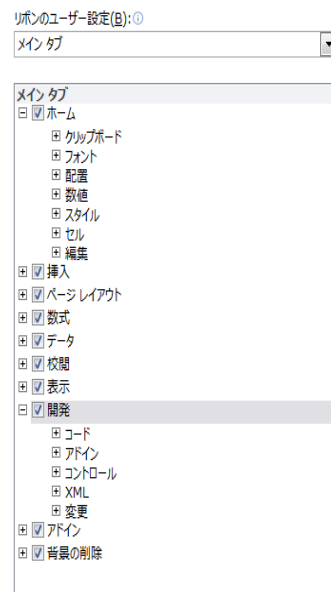 リボンのユーザー設定(B):
メイン タブ
メイン タブ
ホーム
クリップボード
フォント
配置
数値
スタイル
セル
編集
挿入
ページ レイアウト
数式
データ
校閲
表示
開発
コード
アドイン
コントロール
XML
変更
アドイン
背景の削除